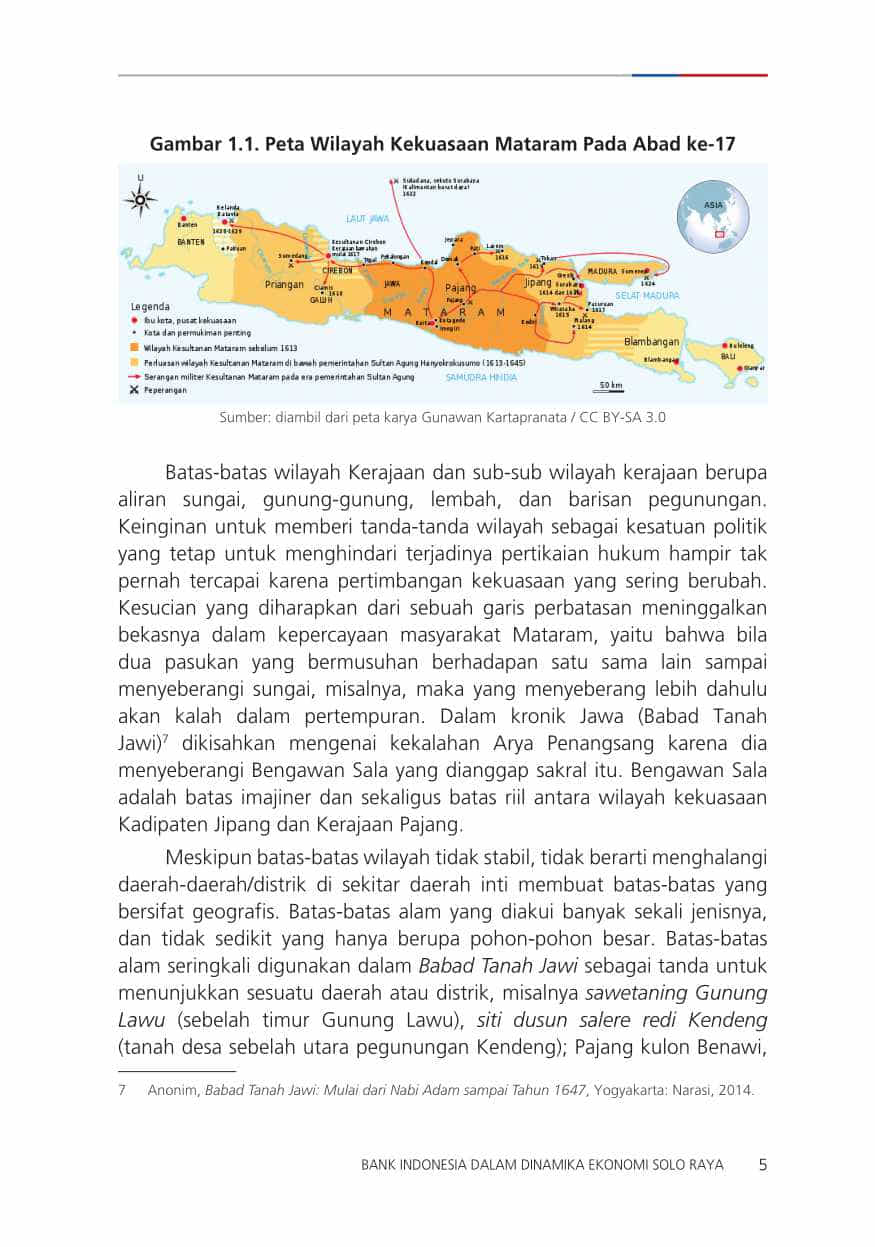 Gambar 1.1. Peta Wilayah Kekuasaan Mataram Pada Abad ke-17
U
Sukadana, sekutu Surabaya
(Kalimantan barat daya)
1622
ASIA
Belanda
Batavia
LAUT JAWA
Banten
1628-1629
BANTEN
Pakuan
Kesultanan Cirebon
Kerajaan bawahan
mulai 1617
Jepara
Pati
Lasem
1616
Tuban
1619
Sumedang
Tegal
Pekalongan
Kendal
Demak
CIREBON
Gresik
MADURA
Sumenep
1624
Priangan
Ciamis
JAWA
Pajang
Jipang
Surabaya
1614 dan 1625
SELAT MADURA
GALUH
Pajang
Legenda
M A T A R A M
Wirasaba
1615
Pasuruan
1617
Ibu kota, pusat kekuasaan
Kerta
Kotagede
Imogiri
Kediri
Malang
1614
Kota dan permukiman penting
Blambangan
Buleleng
Wilayah Kesultanan Mataram sebelum 1613
BALI
Perluasan wilayah Kesultanan Mataram di bawah pemerintahan Sultan Agung Hanyokrokusumo (1613-1645)
Blambangan
Gianyar
Serangan militer Kesultanan Mataram pada era pemerintahan Sultan Agung
SAMUDRA HINDIA
Peperangan
50 km
Sumber: diambil dari peta karya Gunawan Kartapranata / CC BY-SA 3.0
Batas-batas wilayah Kerajaan dan sub-sub wilayah kerajaan berupa
aliran sungai, gunung-gunung, lembah, dan barisan pegunungan.
Keinginan untuk memberi tanda-tanda wilayah sebagai kesatuan politik
yang tetap untuk menghindari terjadinya pertikaian hukum hampir tak
pernah tercapai karena pertimbangan kekuasaan yang sering berubah.
Kesucian yang diharapkan dari sebuah garis perbatasan meninggalkan
bekasnya dalam kepercayaan masyarakat Mataram, yaitu bahwa bila
dua pasukan yang bermusuhan berhadapan satu sama lain sampai
menyeberangi sungai, misalnya, maka yang menyeberang lebih dahulu
akan kalah dalam pertempuran. Dalam kronik Jawa (Babad Tanah
Jawi)7 dikisahkan mengenai kekalahan Arya Penangsang karena dia
menyeberangi Bengawan Sala yang dianggap sakral itu. Bengawan Sala
adalah batas imajiner dan sekaligus batas riil antara wilayah kekuasaan
Kadipaten Jipang dan Kerajaan Pajang.
Meskipun batas-batas wilayah tidak stabil, tidak berarti menghalangi
daerah-daerah/distrik di sekitar daerah inti membuat batas-batas yang
bersifat geografis. Batas-batas alam yang diakui banyak sekali jenisnya,
dan tidak sedikit yang hanya berupa pohon-pohon besar. Batas-batas
alam seringkali digunakan dalam Babad Tanah Jawi sebagai tanda untuk
menunjukkan sesuatu daerah atau distrik, misalnya sawetaning Gunung
Lawu (sebelah timur Gunung Lawu), siti dusun salere redi Kendeng
(tanah desa sebelah utara pegunungan Kendeng); Pajang kulon Benawi,
7 Anonim, Babad Tanah Jawi: Mulai dari Nabi Adam sampai Tahun 1647, Yogyakarta: Narasi, 2014.
BANK INDONESIA DALAM DINAMIKA EKONOMI SOLO RAYA 5